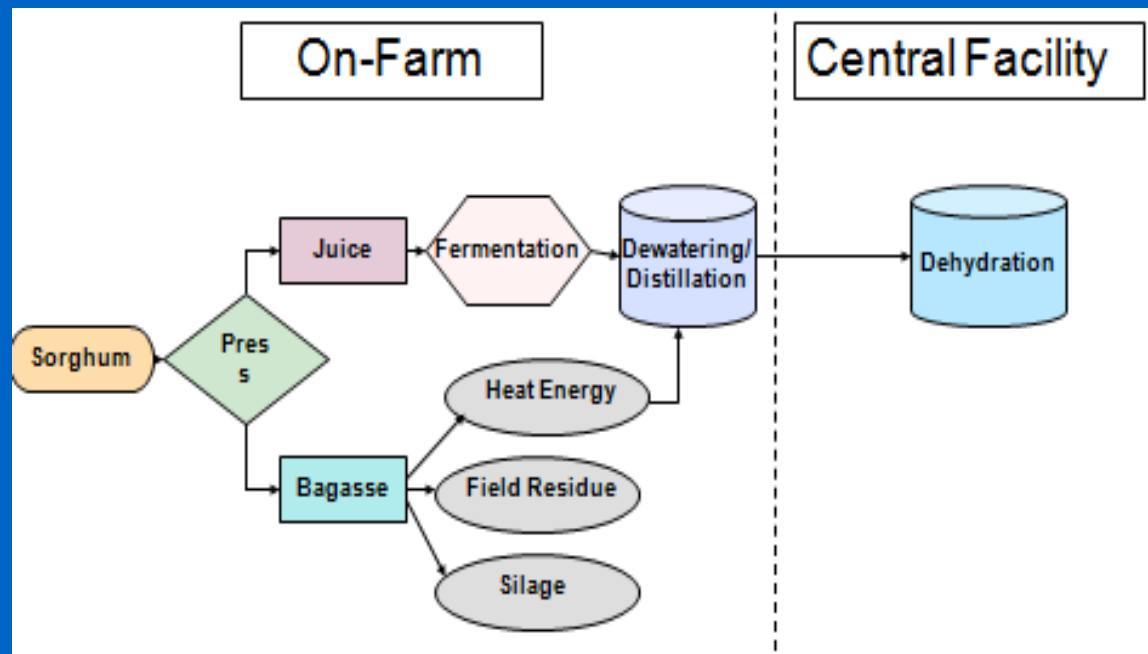 On-Farm
Central Facility
Juice
Fermentation
Dewatering/
Distillation
Dehydration
Sorghum
Pres
s
Heat Energy
Bagasse
Field Residue
Silage